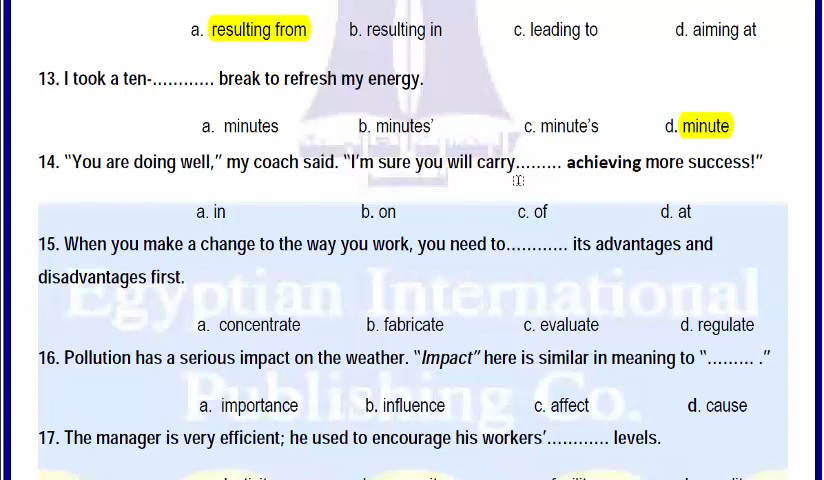 a. resulting from b. resulting in c. leading to d. aiming at
13. I took a ten-............ break to refresh my energy.
a. minutes b. minutes’ c. minute’s d. minute
14. “You are doing well,” my coach said. “I’m sure you will carry......... achieving more success!”
a. in b. on c. of d. at
15. When you make a change to the way you work, you need to............ its advantages and
disadvantages first.
a. concentrate b. fabricate c. evaluate d. regulate
16. Pollution has a serious impact on the weather. “Impact” here is similar in meaning to “......... .”
a. importance b. influence c. affect d. cause
17. The manager is very efficient; he used to encourage his workers’............ levels.
Egyptian International
Publishing Co.